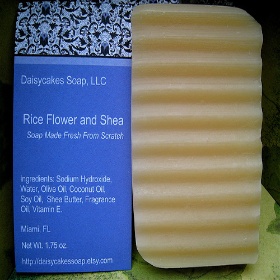 Daisycakes Soap, LLC
Rice Flower and Shea
Soap Made Fresh From Scratch
ingredients: Sodium Hydroxide,
Water, Olive Oil, Coconut Oil,
Soy Oil, Shea Butter, Fragrance
Oil, Vitamin E.
Miami, FL
Net Wt. 1.75 oz.
http://daisycakessoap.etsy.com